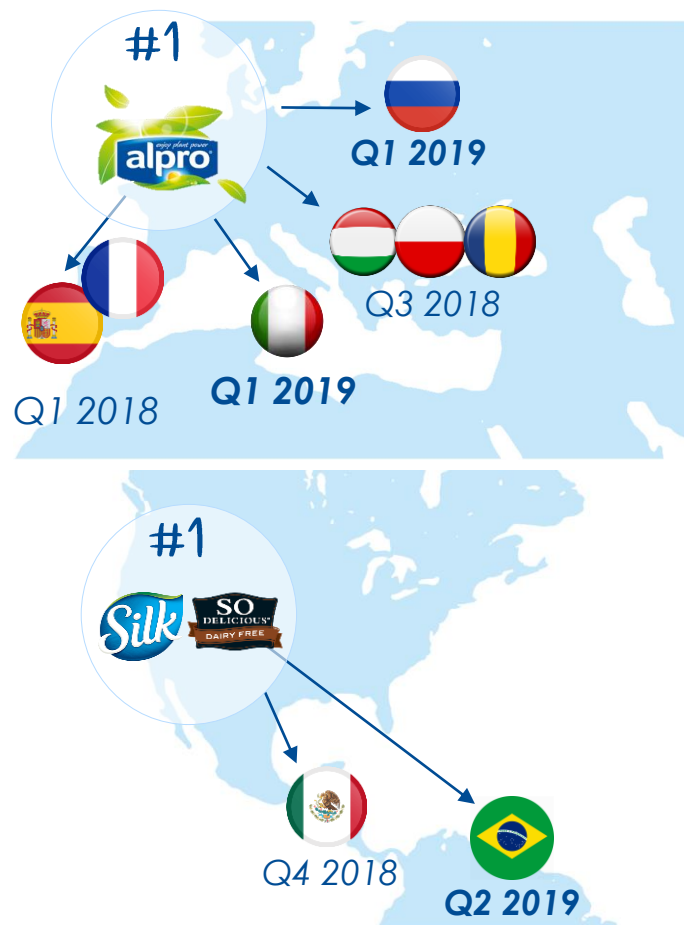 #1
enjoy plant power
alpro
Q1 2019
Q3 2018
Q1 2019
Q1 2018
#1
Silk
SO
DELICIOUS
DAIRY FREE
Q4 2018
Q2 2019